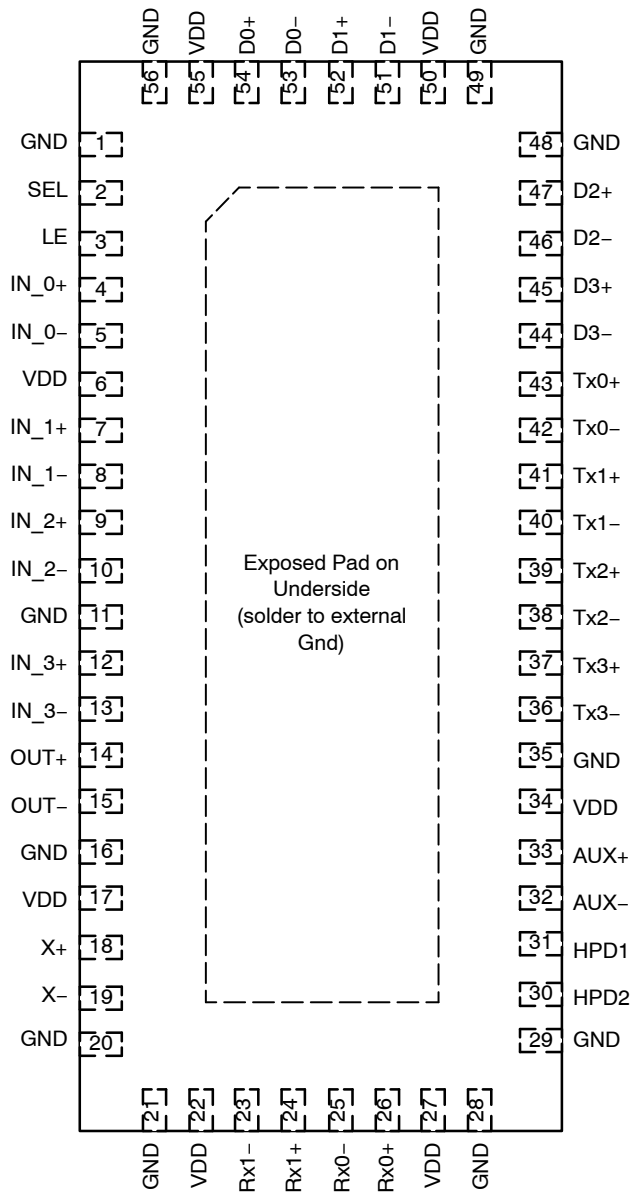 GND VDD D0+ D0− D1+ D1− VDD GND
56 55 54 53 52 51 50 49
GND 1 48 GND
SEL 2 47 D2+
LE 3 46 D2−
IN_0+ 4 45 D3+
IN_0− 5 44 D3−
VDD 6 43 Tx0+
IN_1+ 7 42 Tx0−
IN_1− 8 41 Tx1+
IN_2+ 9 40 Tx1−
IN_2− 10 39 Tx2+
GND 11 38 Tx2−
IN_3+ 12 37 Tx3+
IN_3− 13 36 Tx3−
OUT+ 14 35 GND
OUT− 15 34 VDD
GND 16 33 AUX+
VDD 17 32 AUX−
X+ 18 31 HPD1
X− 19 30 HPD2
GND 20 29 GND
Exposed Pad on
Underside
(solder to external
Gnd)
21 22 23 24 25 26 27 28
GND VDD Rx1− Rx1+ Rx0− Rx0+ VDD GND